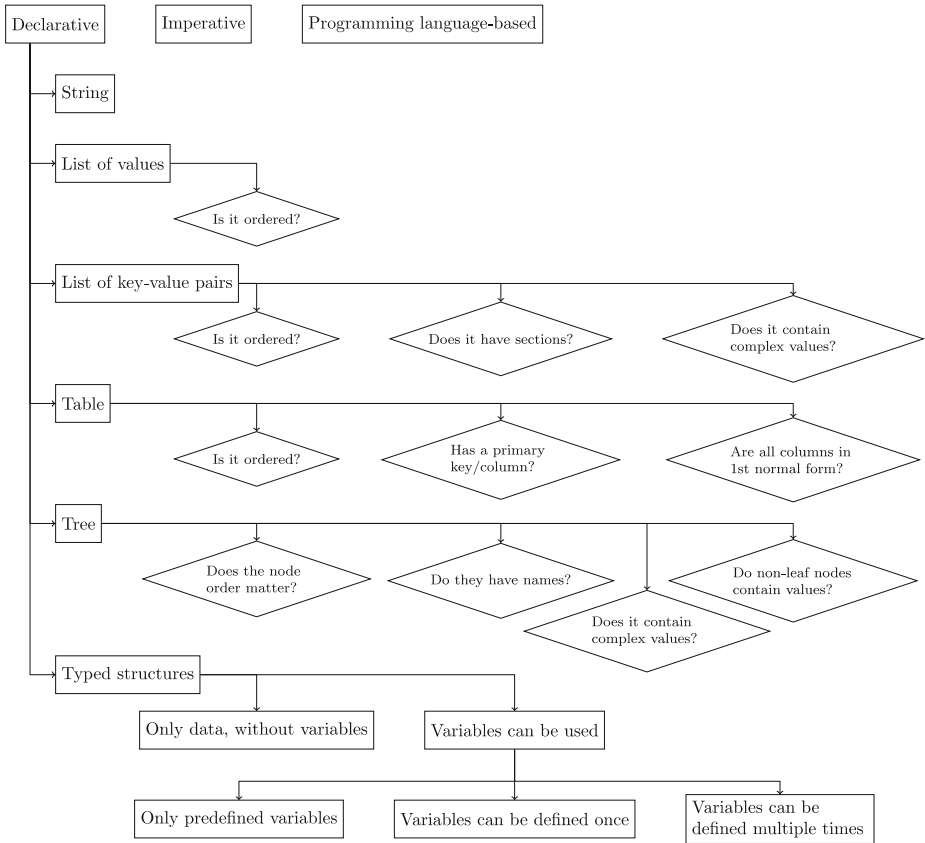 Declarative
Imperative
Programming language-based
String
List of values
Is it ordered?
List of key-value pairs
Is it ordered?
Does it have sections?
Does it contain
complex values?
Table
Is it ordered?
Has a primary
key/column?
Are all columns in
1st normal form?
Tree
Does the node
order matter?
Do they have names?
Does it contain
complex values?
Do non-leaf nodes
contain values?
Typed structures
Only data, without variables
Variables can be used
Only predefined variables
Variables can be defined once
Variables can be
defined multiple times